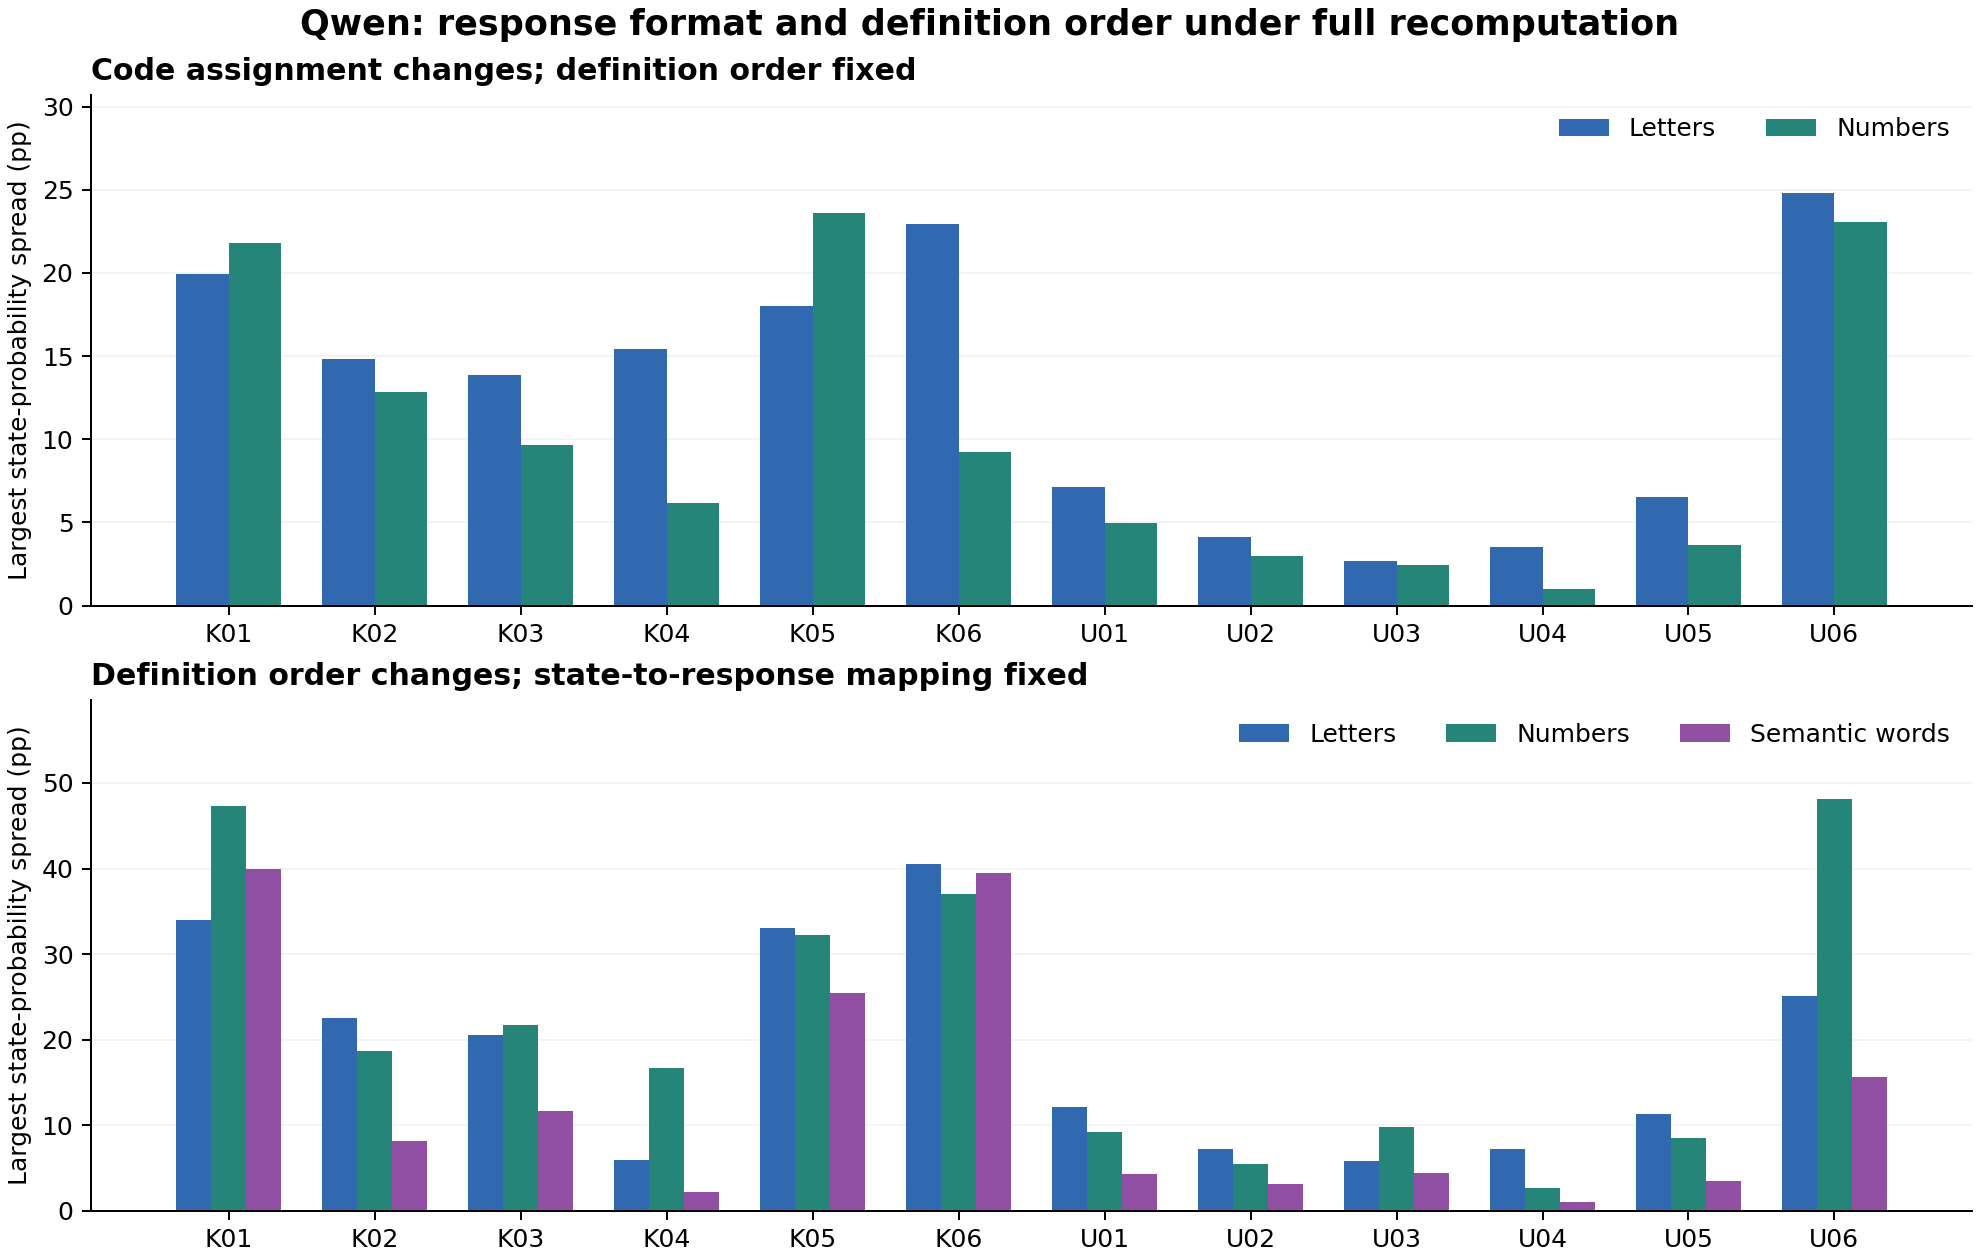 Qwen: response format and definition order under full recomputation
Code assignment changes; definition order fixed
Largest state-probability spread (pp)
30
25
20
15
10
5
0
Letters
Numbers
K01
K02
K03
K04
K05
K06
U01
U02
U03
U04
U05
U06
Definition order changes; state-to-response mapping fixed
Largest state-probability spread (pp)
50
40
30
20
10
0
Letters
Numbers
Semantic words
K01
K02
K03
K04
K05
K06
U01
U02
U03
U04
U05
U06